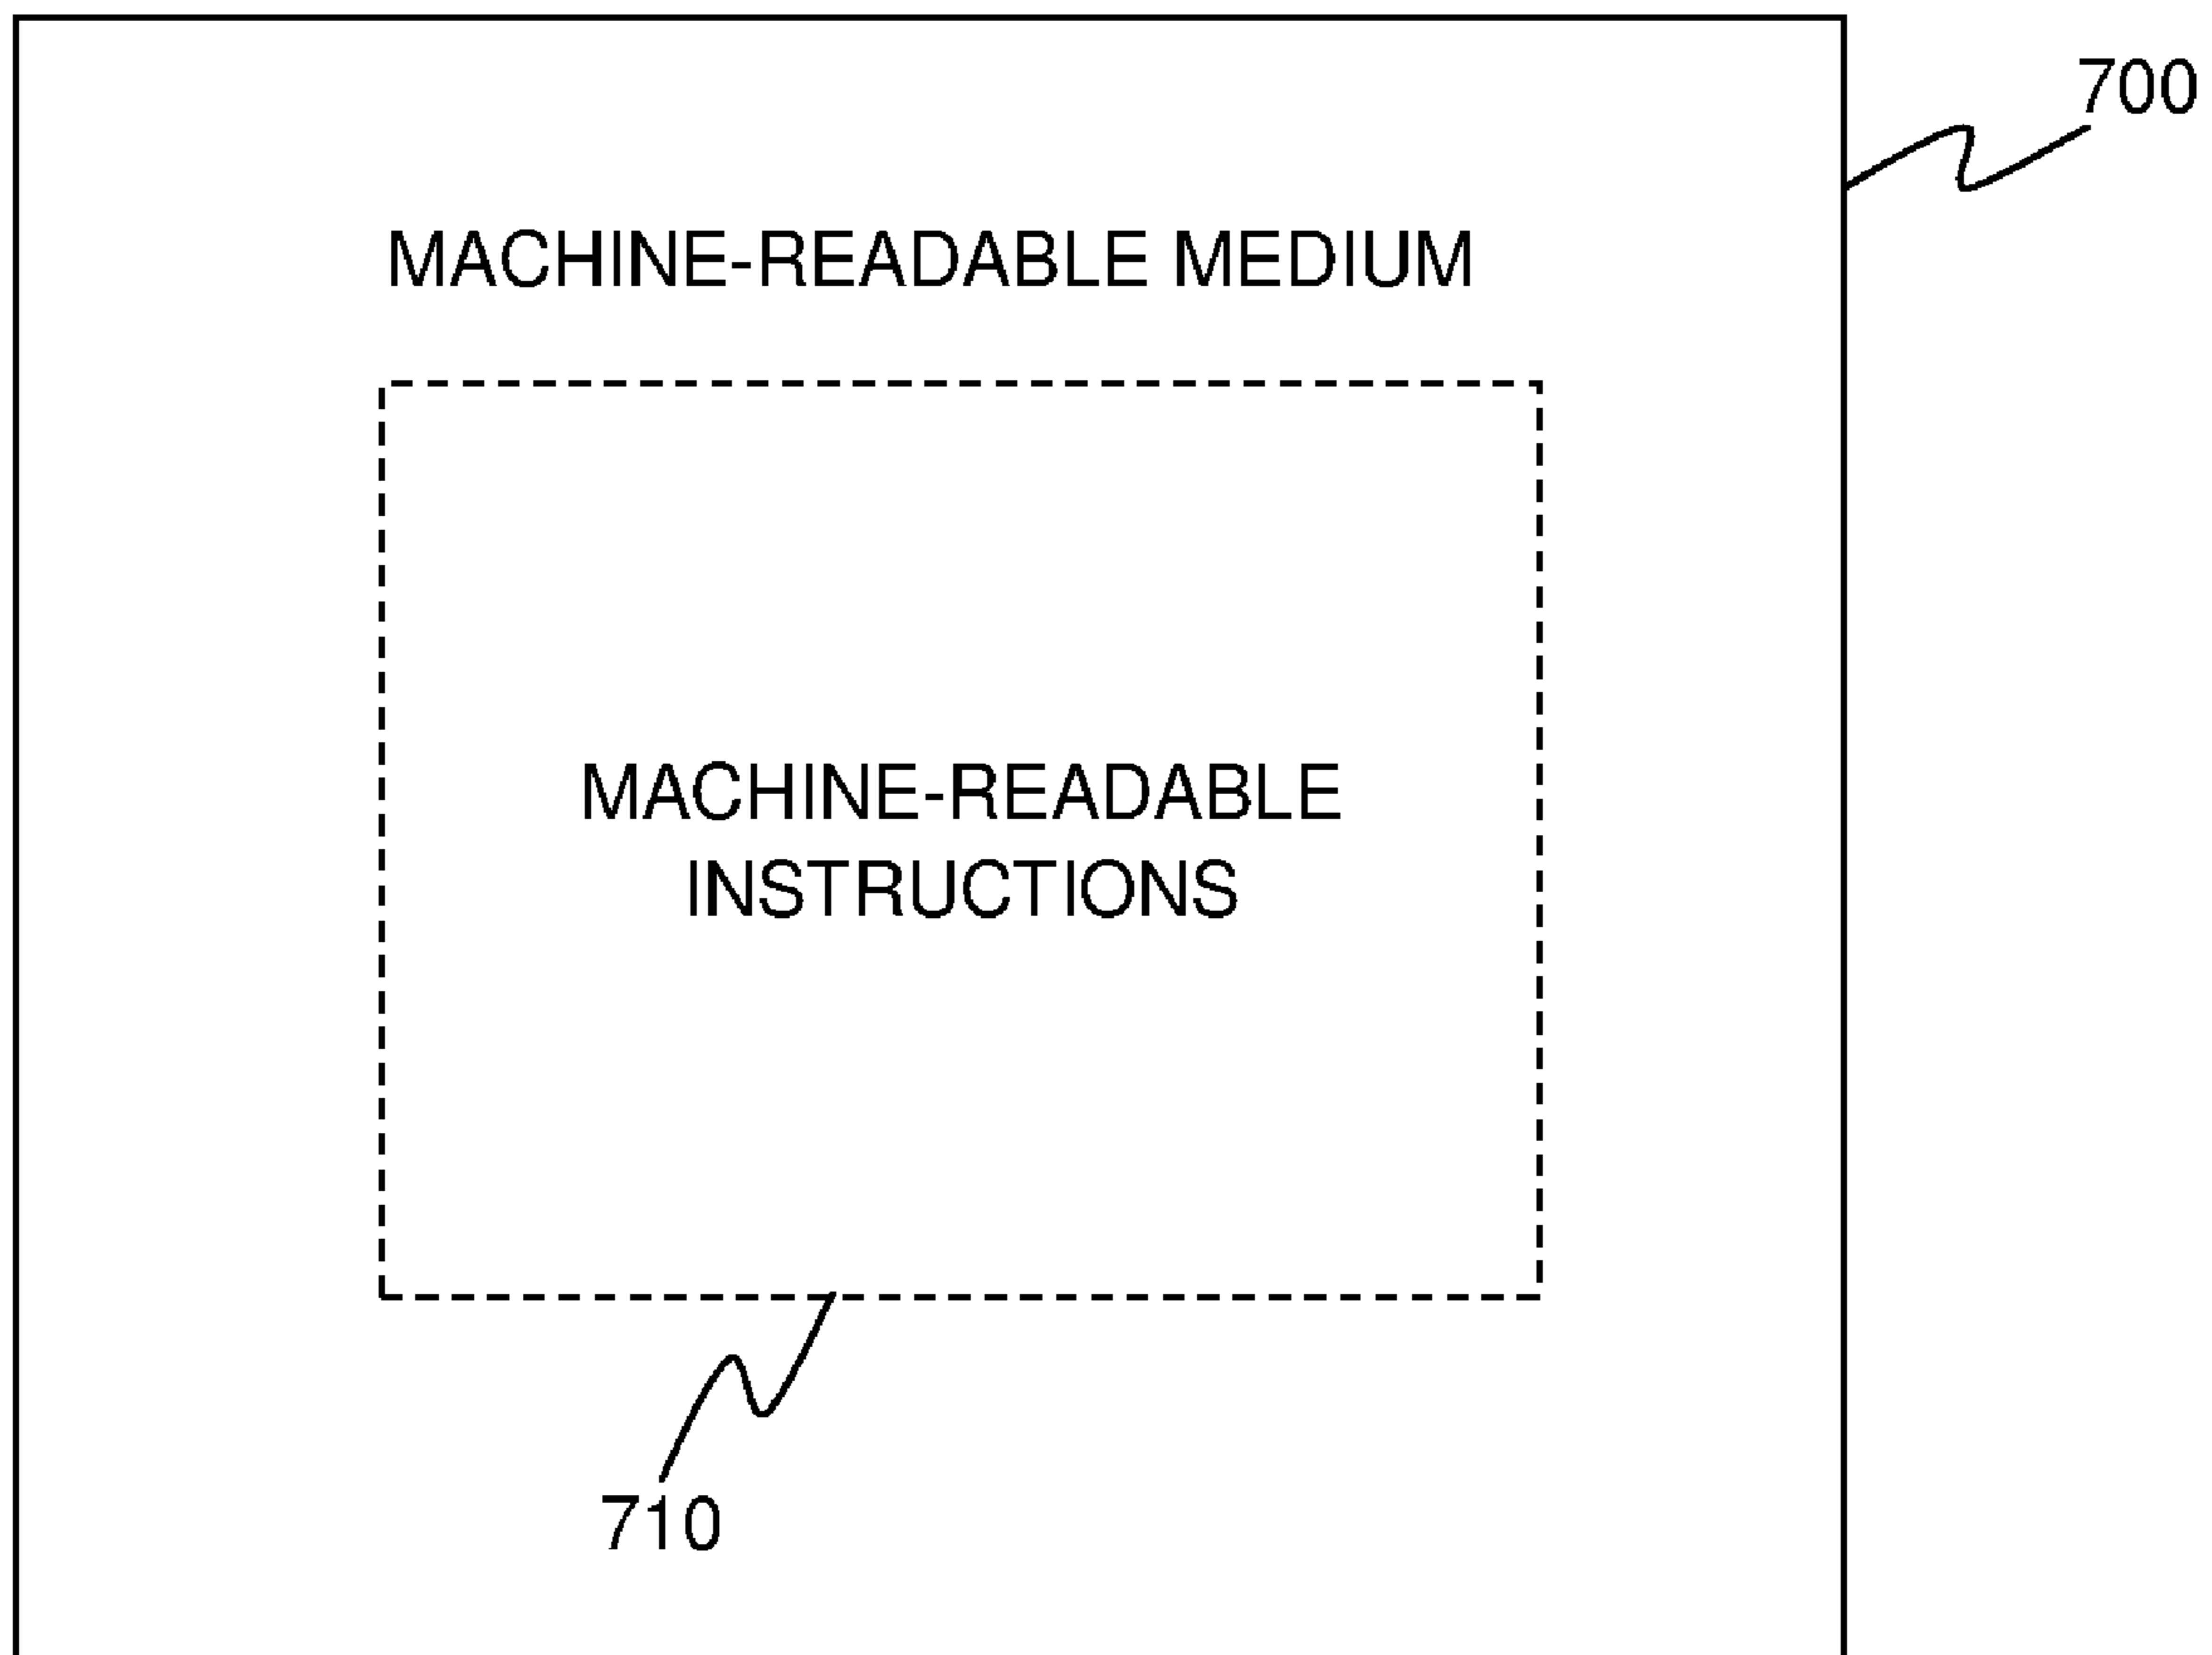 700
MACHINE-READABLE MEDIUM
MACHINE-READABLE
INSTRUCTIONS
710